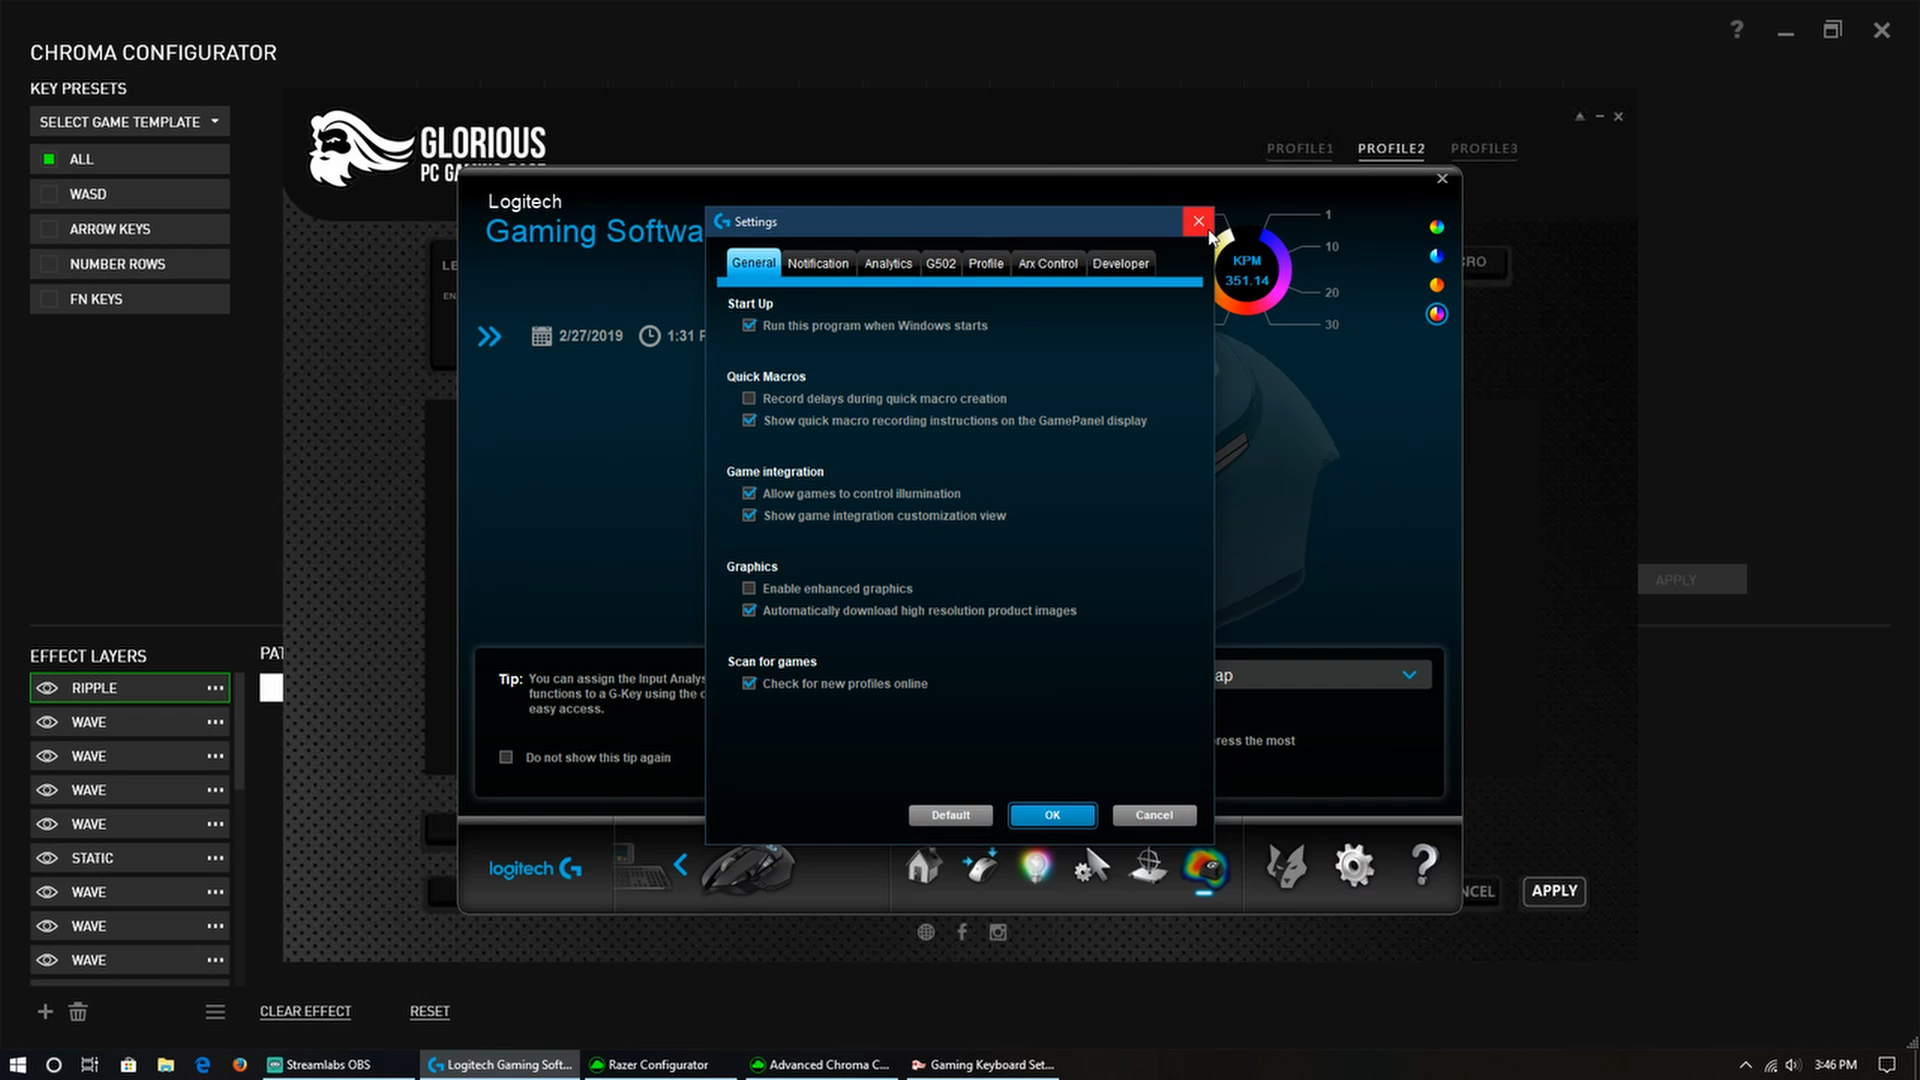 CHROMA CONFIGURATOR
KEY PRESETS
SELECT GAME TEMPLATE
ALL
WASD
ARROW KEYS
NUMBER ROWS
FN KEYS
GLORIOUS
PROFILE1 PROFILE2 PROFILE3
Logitech
Gaming Softwa
2/27/2019 1:31
Settings
General Notification Analytics G502 Profile Arx Control Developer
Start Up
Run this program when Windows starts
Quick Macros
Record delays during quick macro creation
Show quick macro recording instructions on the GamePanel display
Game integration
Allow games to control illumination
Show game integration customization view
Graphics
Enable enhanced graphics
Automatically download high resolution product images
Scan for games
Check for new profiles online
Default OK Cancel
KPM
351.14
1
10
20
30
RO
APPLY
Tip: You can assign the Input Analys
functions to a G-Key using the c
easy access.
Do not show this tip again
ap
ress the most
logitech G
NCEL APPLY
EFFECT LAYERS
PAT
RIPPLE
WAVE
WAVE
WAVE
WAVE
STATIC
WAVE
WAVE
WAVE
CLEAR EFFECT RESET
Streamlabs OBS
Logitech Gaming Soft...
Razer Configurator
Advanced Chroma C...
Gaming Keyboard Set...
3:46 PM